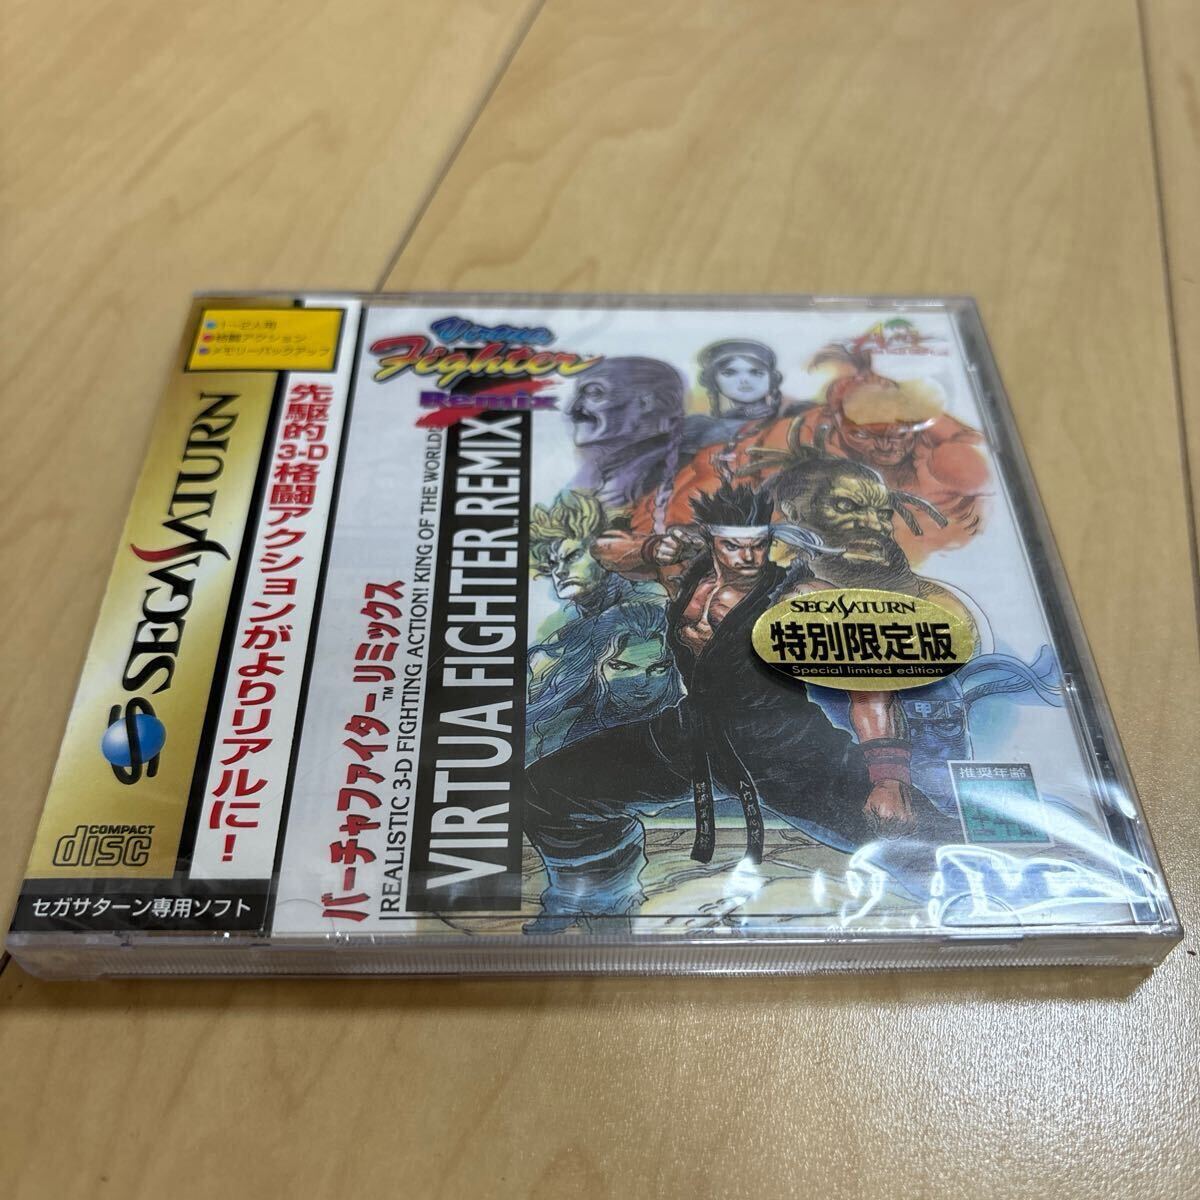 ●1～2人用
●格闘アクション
●メモリーバックアップ
SEGASATURN
COMPACT
disc
セガサターン専用ソフト
先駆的3-D格闘アクションがよりリアルに!
Virtua
Fighter
Remix
バーチャファイターリミックス
TM
REALISTIC 3-D FIGHTING ACTION! KING OF THE WORLD
VIRTUA FIGHTER REMIX
SEGASATURN
特別限定版
Special limited edition
推奨年齢